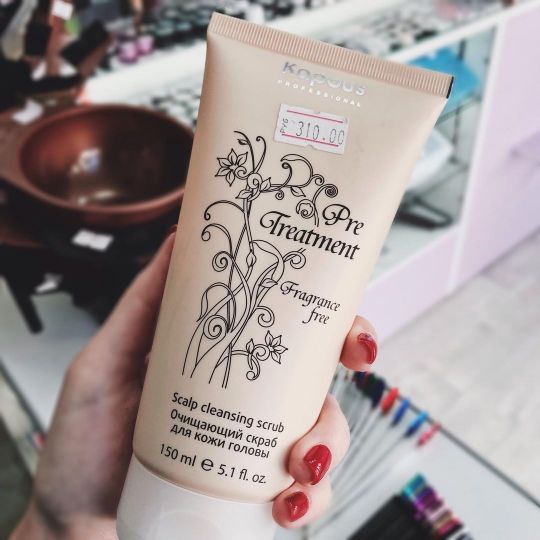 Kapous
PROFESSIONAL
310.00
Pre
Treatment
Fragrance
free
Scalp cleansing scrub
Очищающий скраб
для кожи головы
150 ml e 5.1 fl. oz.